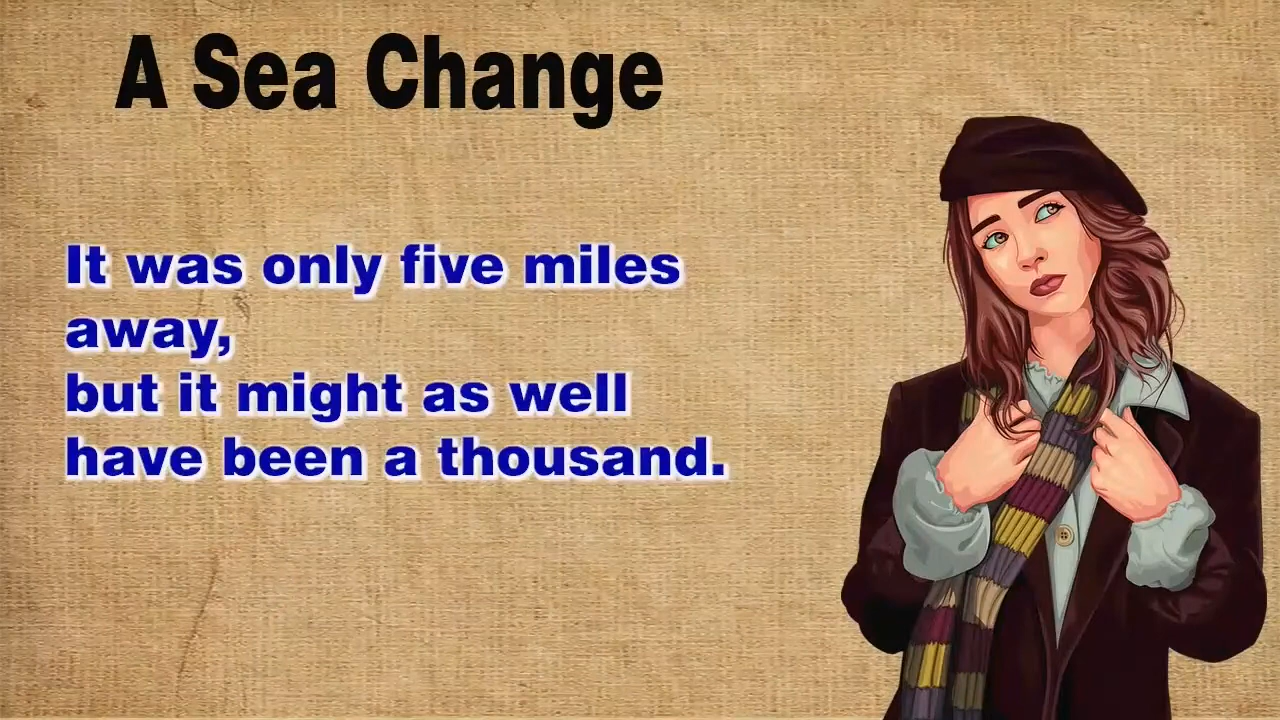 A Sea Change
It was only five miles
away,
but it might as well
have been a thousand.